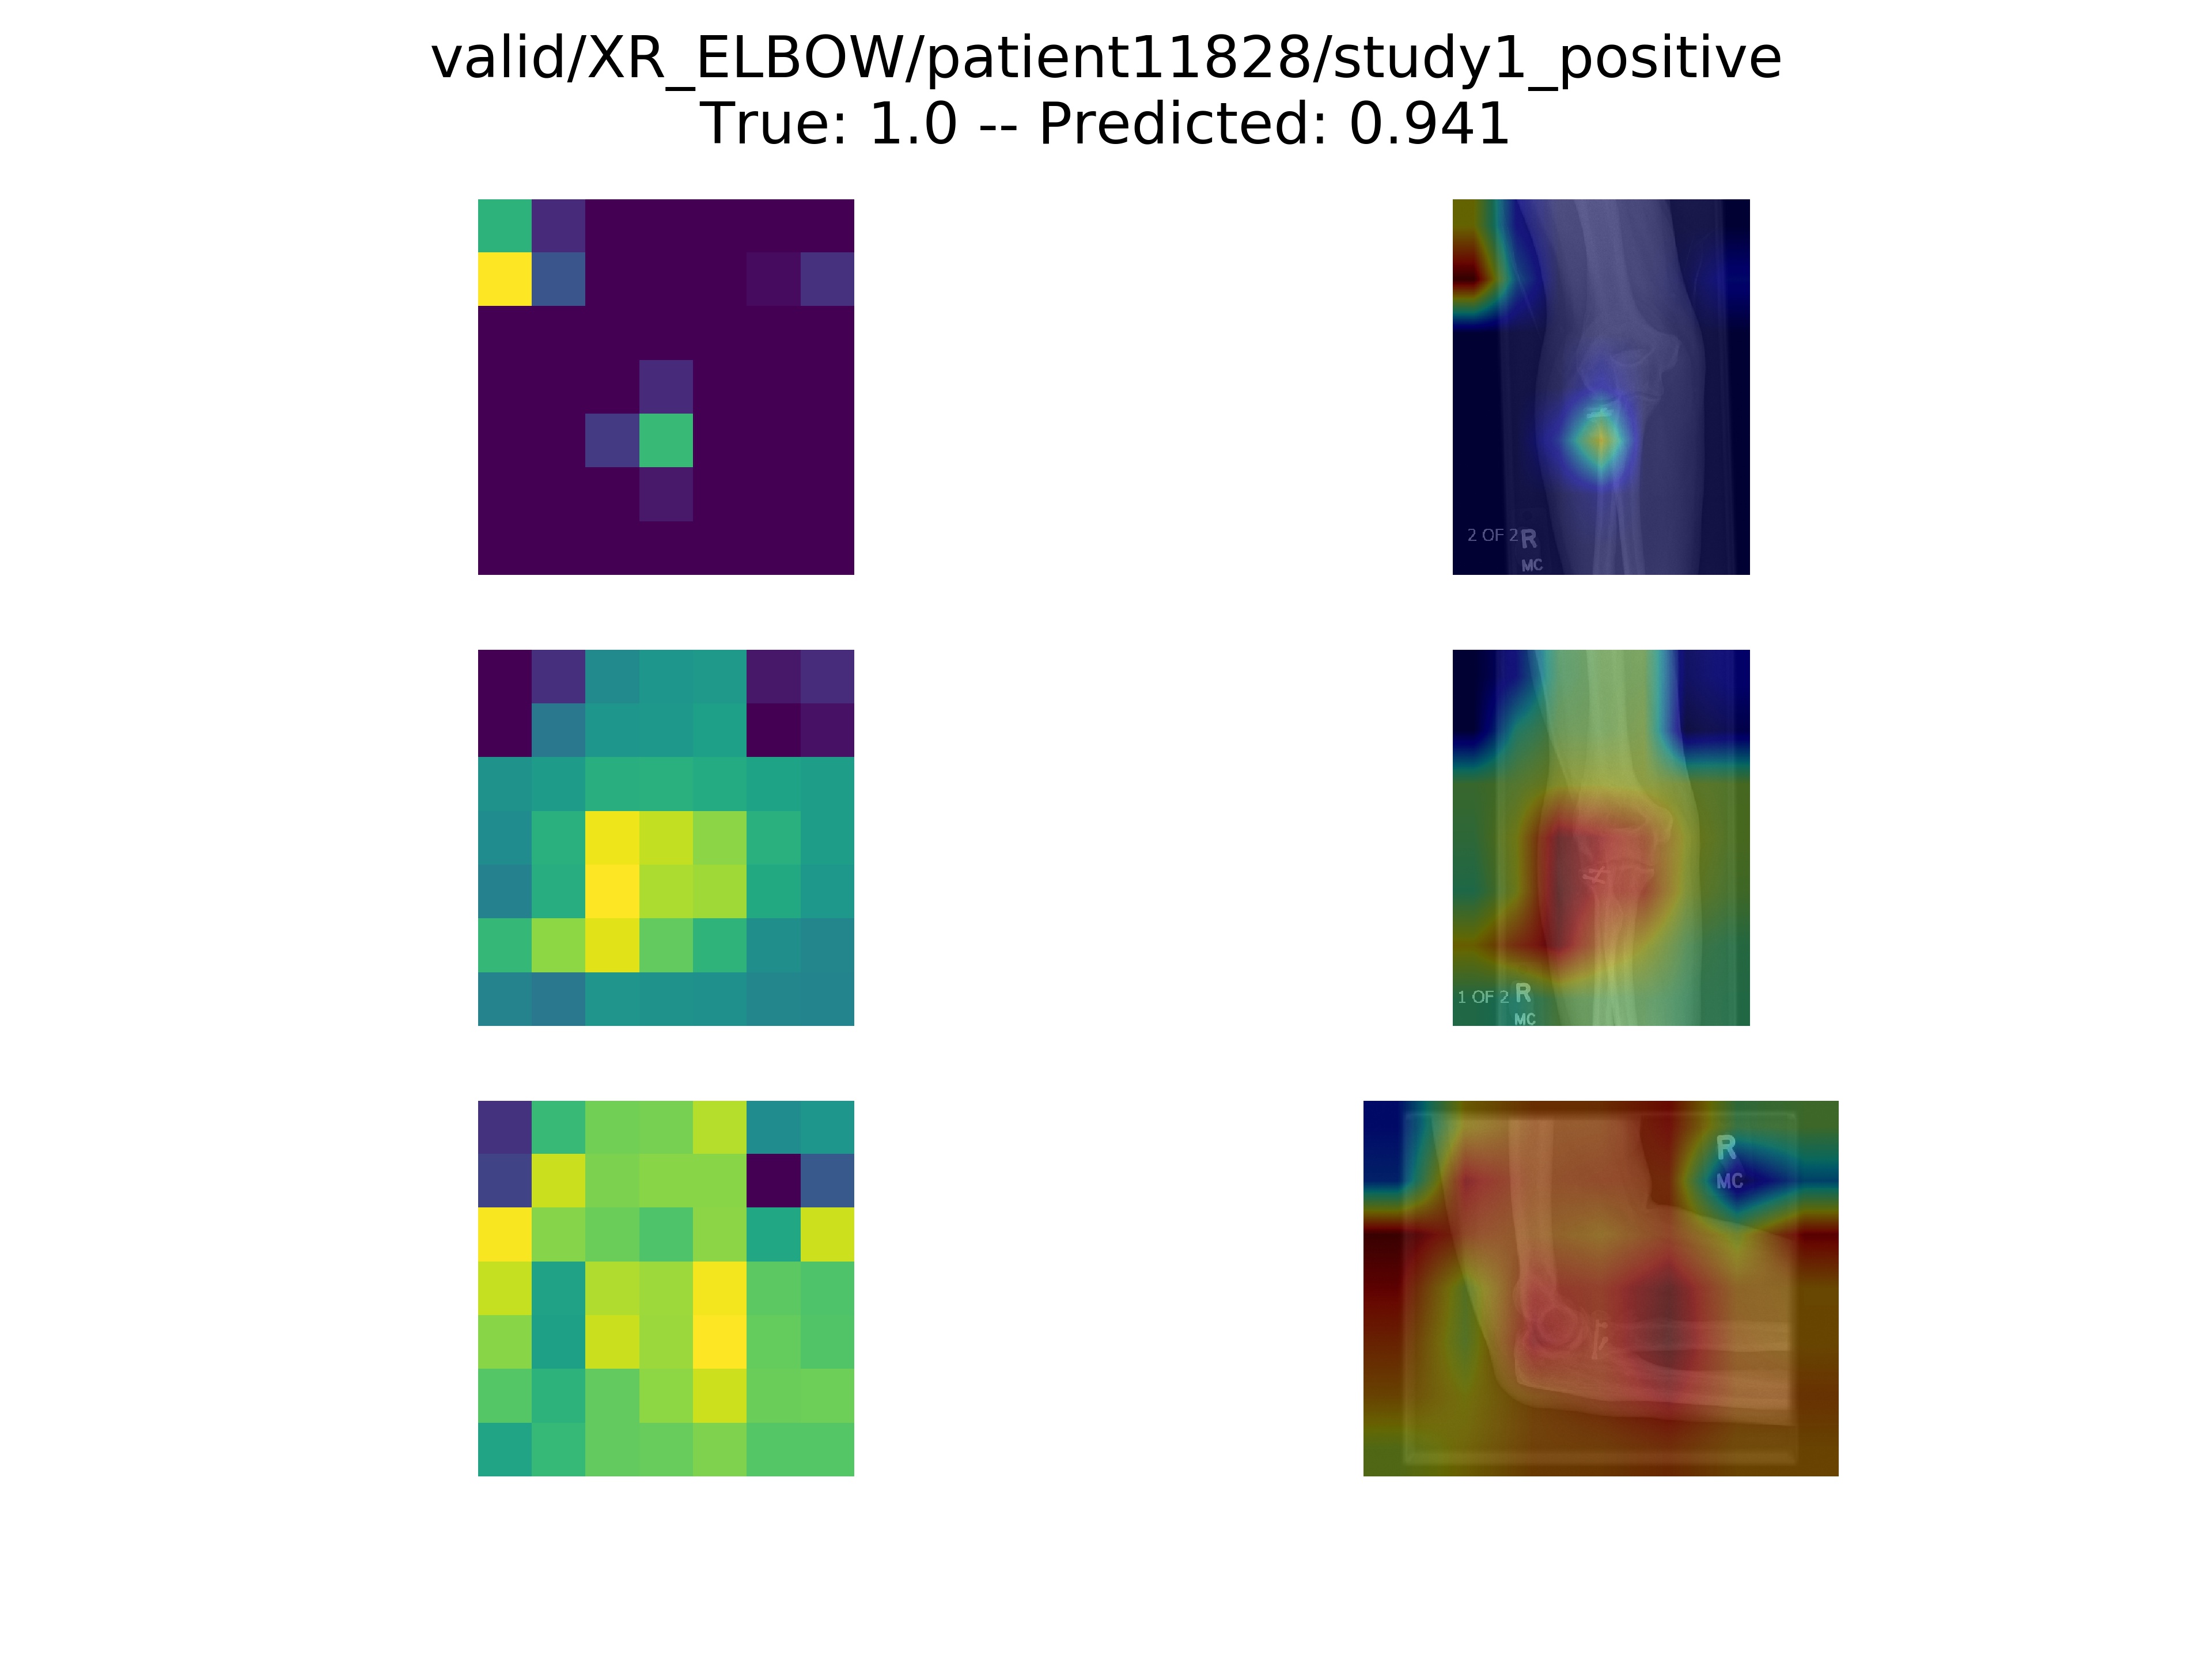 valid/XR_ELBOW/patient11828/study1_positive
True: 1.0 -- Predicted: 0.941
2 OF 2 R
MC
1 OF 2 R
MC
R
MC